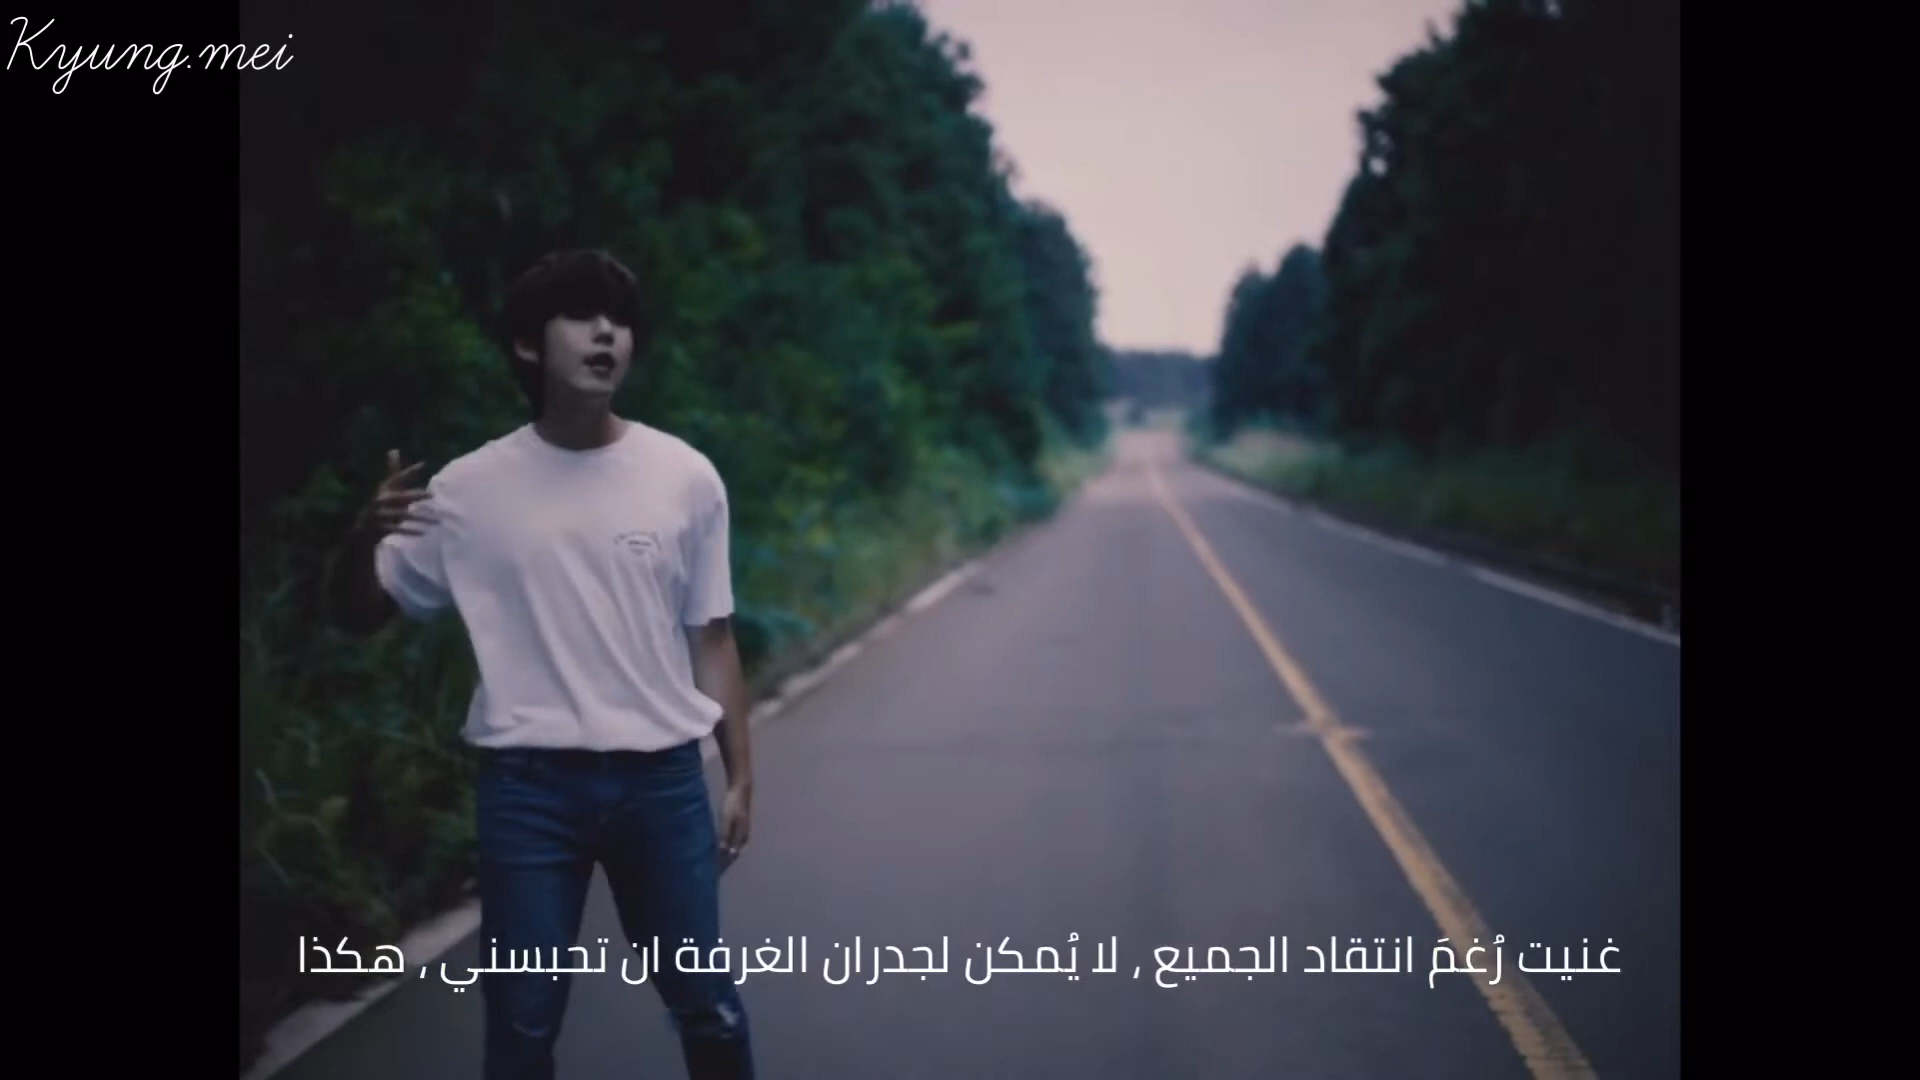 Kyung.mei
غنيت رُغمَ انتقاد الجميع , لا يُمكن لجدران الغرفة ان تحبسني , هكذا